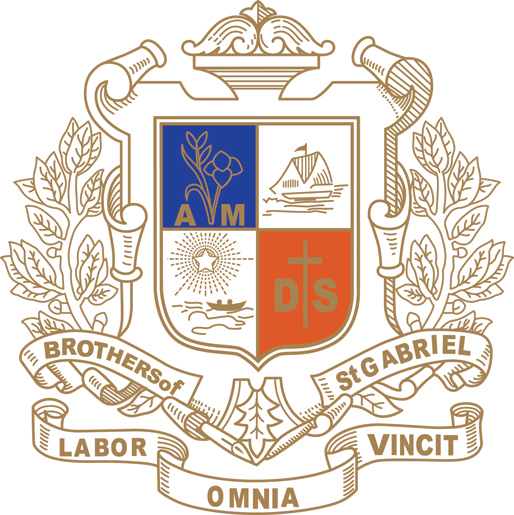 A M
D S
BROTHERS of St GABRIEL
LABOR OMNIA VINCIT